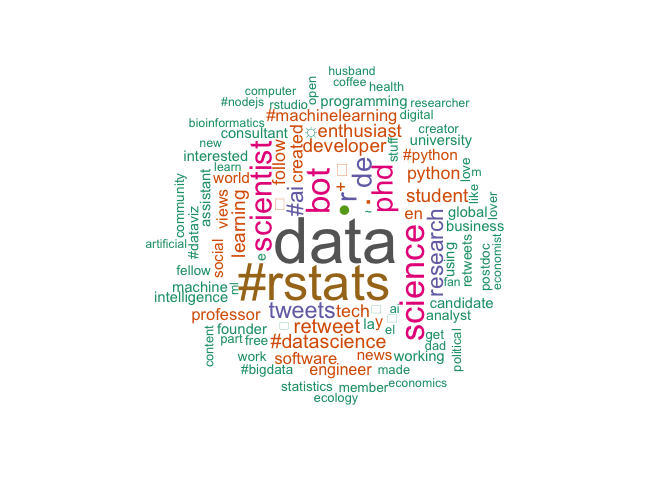 husband
coffee
computer
open
health
#nodejs
rstudio
programming
researcher
#machinelearning
digital
bioinformatics
consultant
☼enthusiast
creator
new
developer
stuff
university
interested
scientist
follow
created
#python
learn
world
#ai
bot
+
r
de
phd
python
love
m
community
assistant
views
learning
student
like
lover
#dataviz
•
.
~
en
global
artificial
social
e
data
science
research
business
fellow
#rstats
using
retweets
postdoc
economist
machine
ml
fan
intelligence
tweets
tech
ai
candidate
professor
retweet
lay
el
analyst
founder
part
free
#datascience
get
dad
political
content
work
software
news
working
#bigdata
engineer
made
statistics
member
economics
ecology